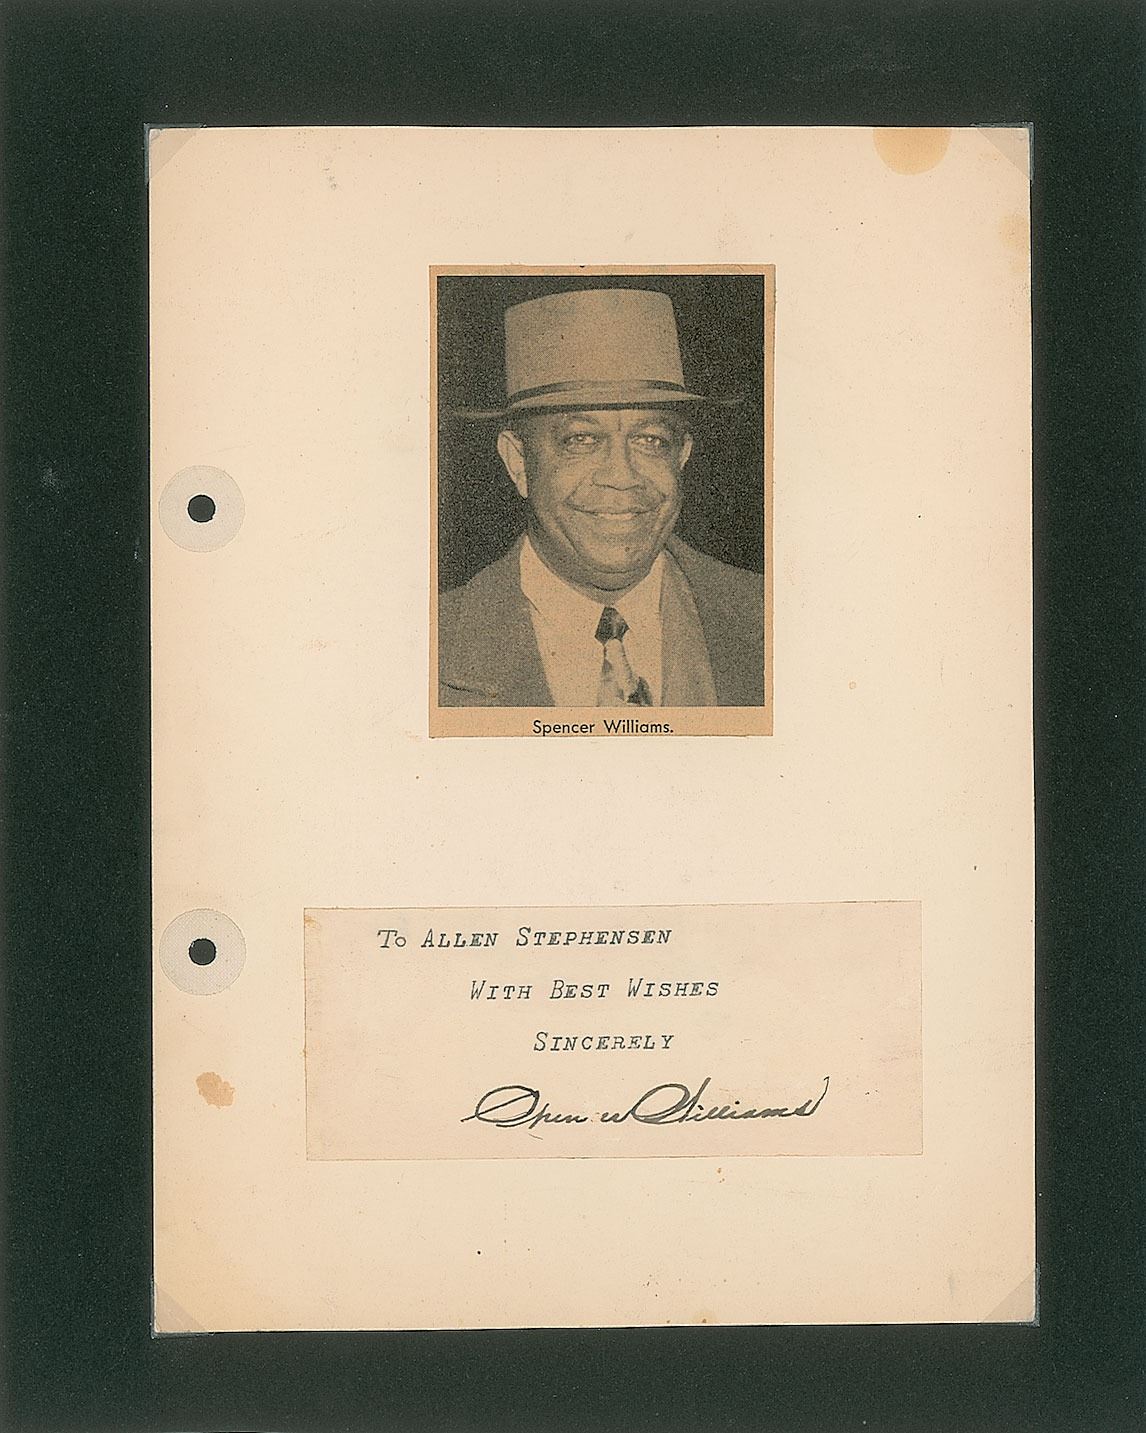 Spencer Williams.
To Allen Stephensen
With Best Wishes
Sincerely
Spencer Williams